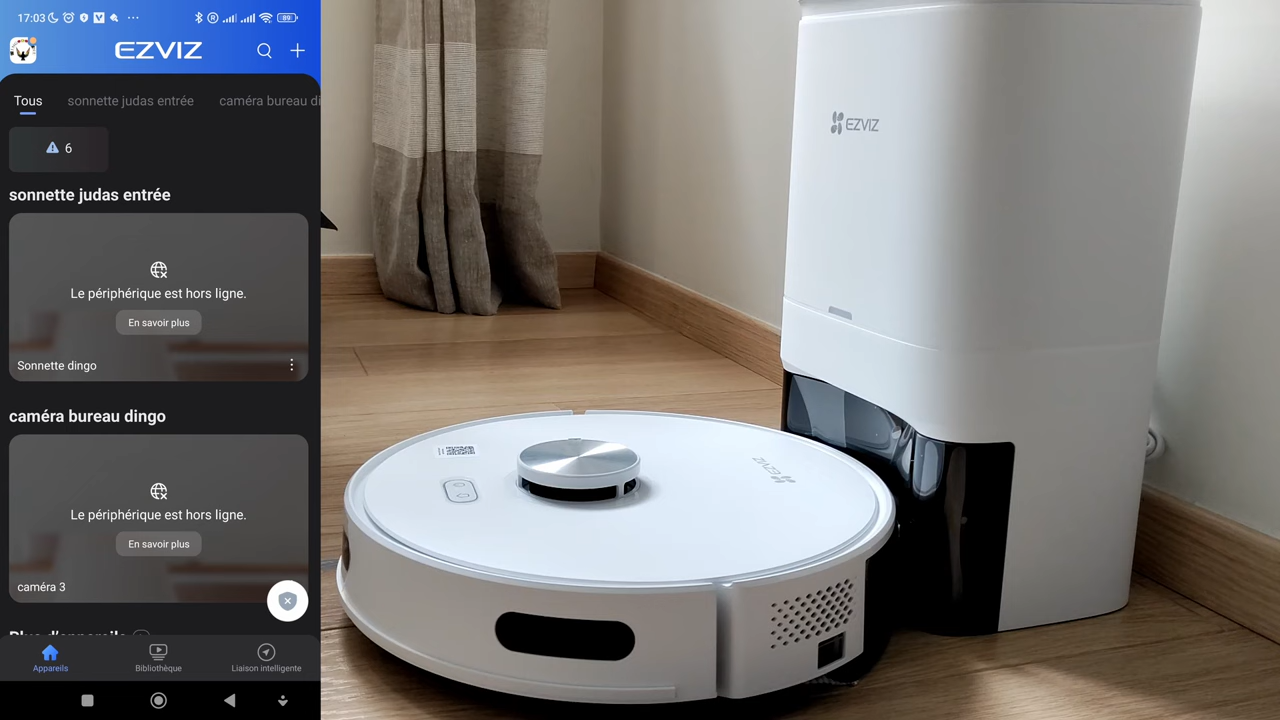 17:03
89
EZVIZ
Tous
sonnette judas entrée
caméra bureau di
6
sonnette judas entrée
Le périphérique est hors ligne.
En savoir plus
Sonnette dingo
caméra bureau dingo
Le périphérique est hors ligne.
En savoir plus
caméra 3
Appareils
Bibliothèque
Liaison intelligente
EZVIZ
EZVIZ